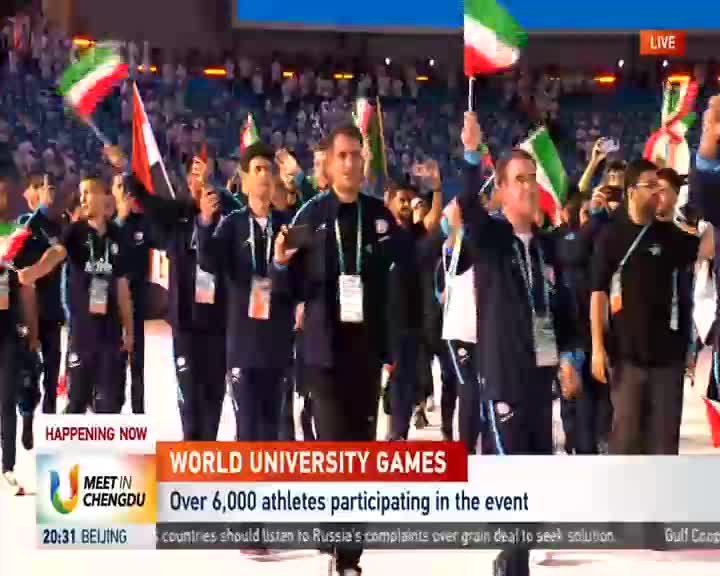 LIVE
HAPPENING NOW
WORLD UNIVERSITY GAMES
MEET IN
CHENGDU
Over 6,000 athletes participating in the event
20:31 BEIJING
countries should listen to Russia's complaints over grain deal to seek solution.
Gulf Coop